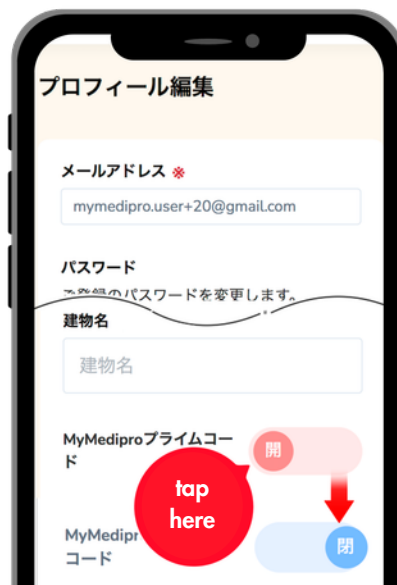 プロフィール編集
メールアドレス ※
mymedipro.user+20@gmail.com
パスワード
ご登録のパスワードを変更します。
建物名
建物名
MyMediproプライムコー
ド
開
tap
here
MyMedipr
コード
閉